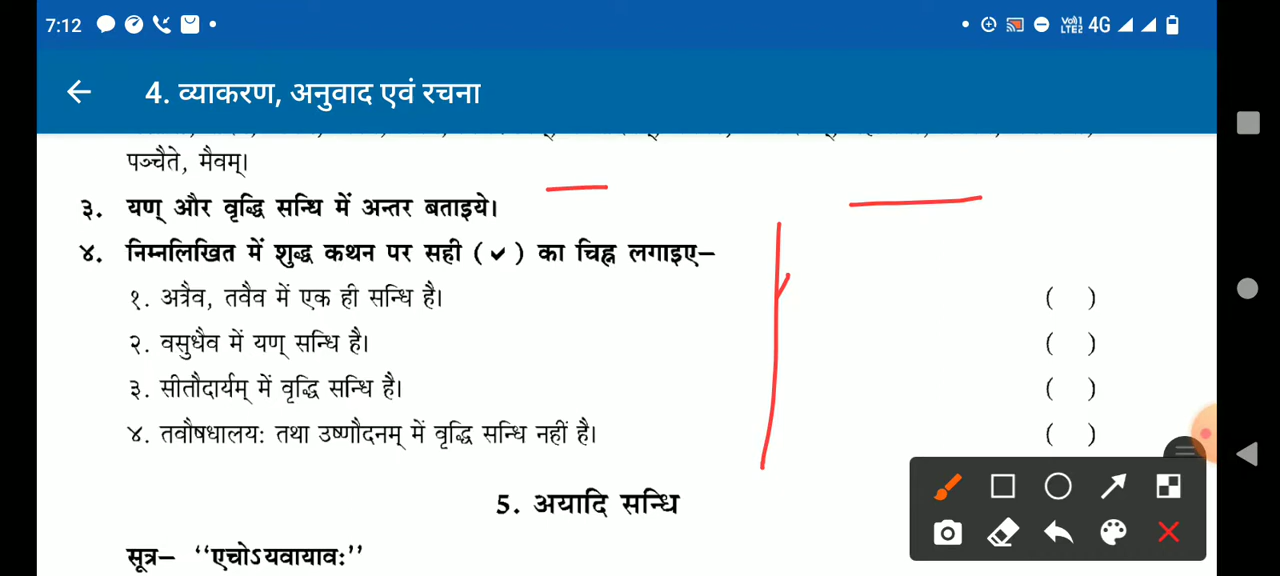 7:12 Vo)) LTE2 4G
4. व्याकरण, अनुवाद एवं रचना
पञ्चैते, मैवम्।
३. यण् और वृद्धि सन्धि में अन्तर बताइये।
४. निम्नलिखित में शुद्ध कथन पर सही (✓) का चिह्न लगाइए–
१. अत्रैव, तवैव में एक ही सन्धि है। ( )
२. वसुधैव में यण् सन्धि है। ( )
३. सीतौदार्यम् में वृद्धि सन्धि है। ( )
४. तवौषधालयः तथा उष्णौदनम् में वृद्धि सन्धि नहीं है। ( )
5. अयादि सन्धि
सूत्र– ‘‘एचोऽयवायावः’’